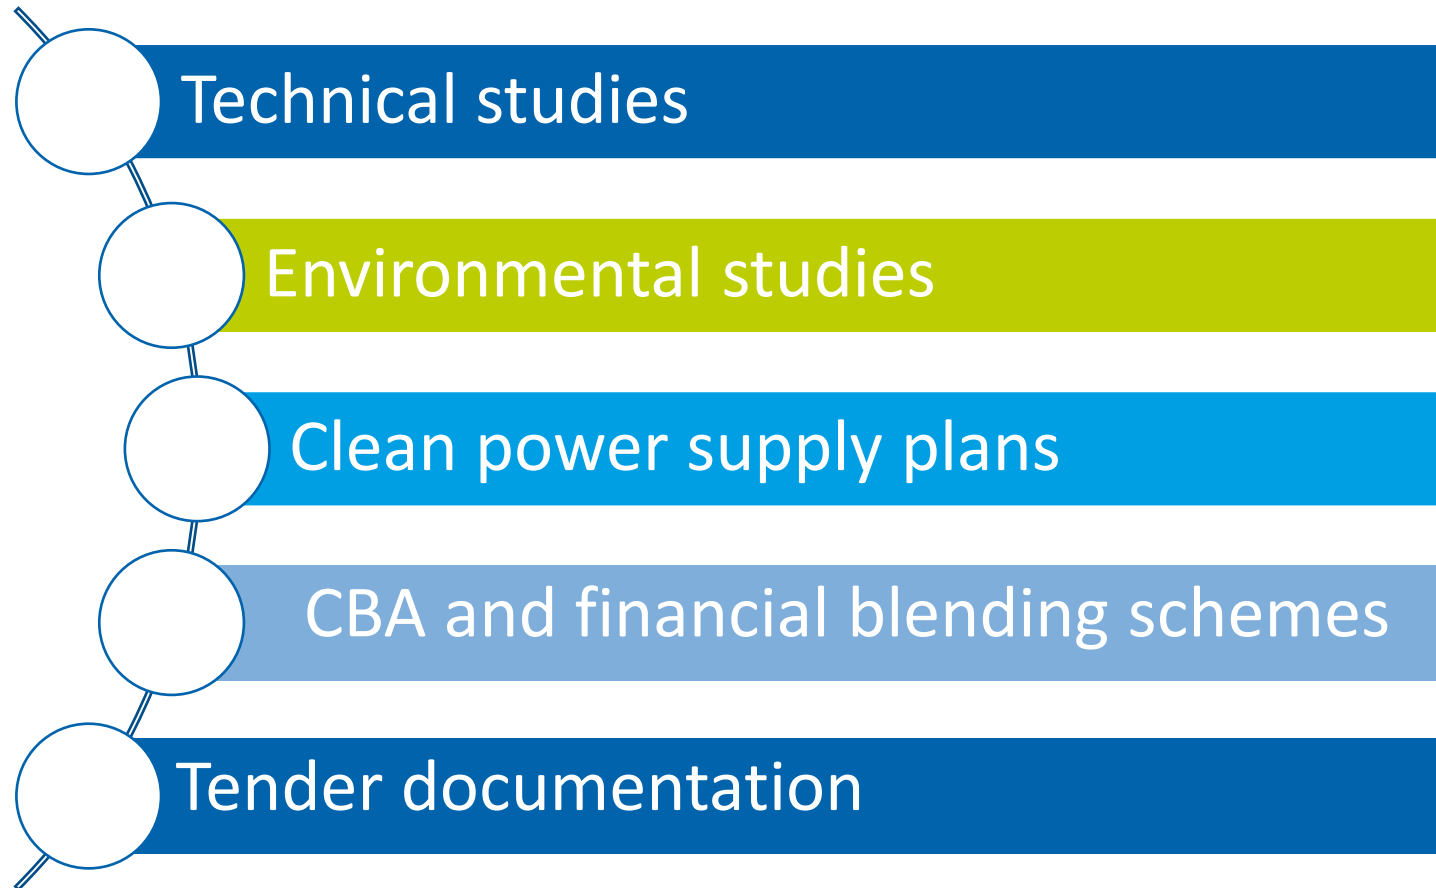 Technical studies
Environmental studies
Clean power supply plans
CBA and financial blending schemes
Tender documentation